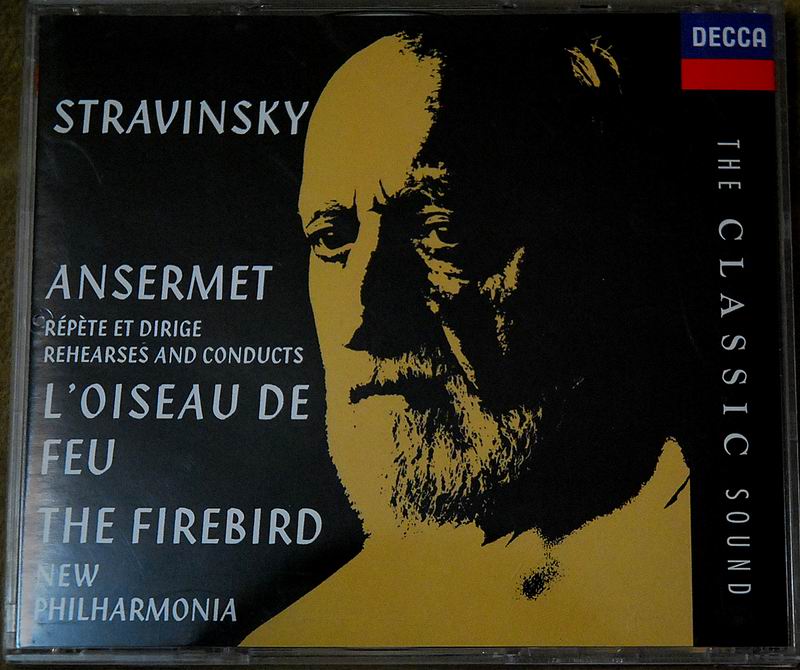 DECCA
STRAVINSKY
ANSERMET
RÉPÈTE ET DIRIGE
REHEARSES AND CONDUCTS
L'OISEAU DE
FEU
THE FIREBIRD
NEW
PHILHARMONIA
THE CLASSIC SOUND